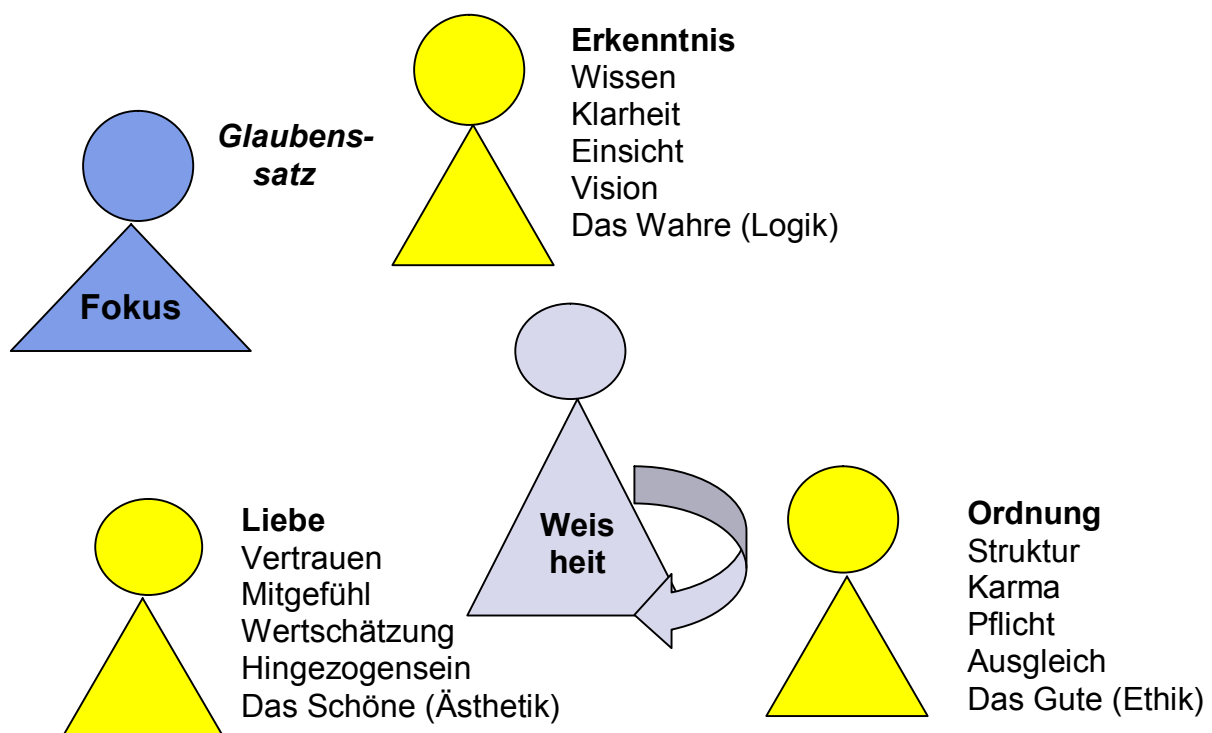 Erkenntnis
Wissen
Klarheit
Einsicht
Vision
Das Wahre (Logik)
Glaubens-
satz
Fokus
Weis
heit
Liebe
Vertrauen
Mitgefühl
Wertschätzung
Hingezogensein
Das Schöne (Ästhetik)
Ordnung
Struktur
Karma
Pflicht
Ausgleich
Das Gute (Ethik)